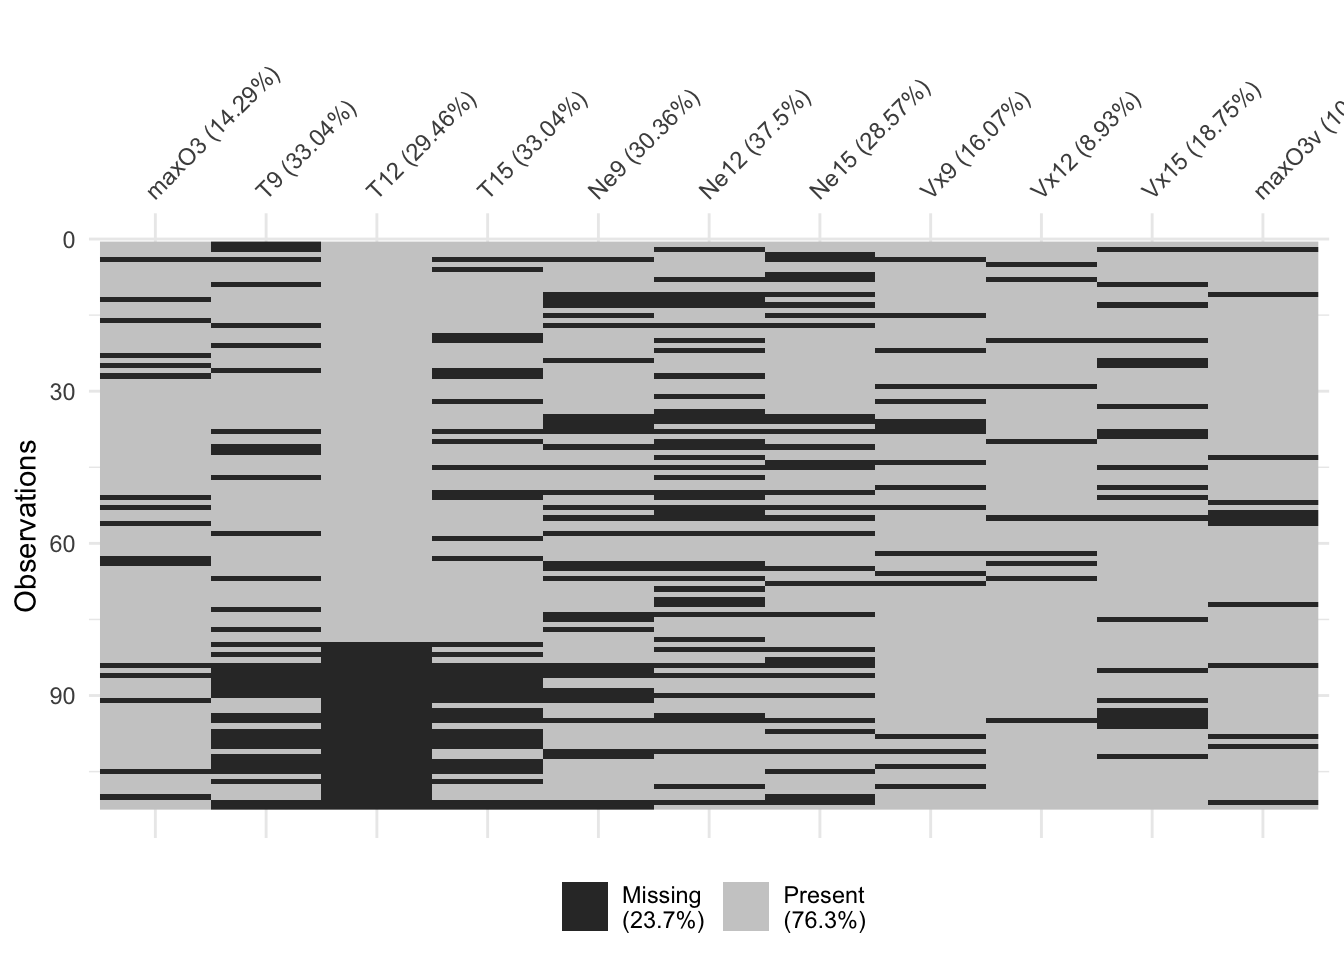 maxO3 (14.29%)
T9 (33.04%)
T12 (29.46%)
T15 (33.04%)
Ne9 (30.36%)
Ne12 (37.5%)
Ne15 (28.57%)
Vx9 (16.07%)
Vx12 (8.93%)
Vx15 (18.75%)
maxO3v (10
0
30
60
90
Observations
Missing
(23.7%)
Present
(76.3%)